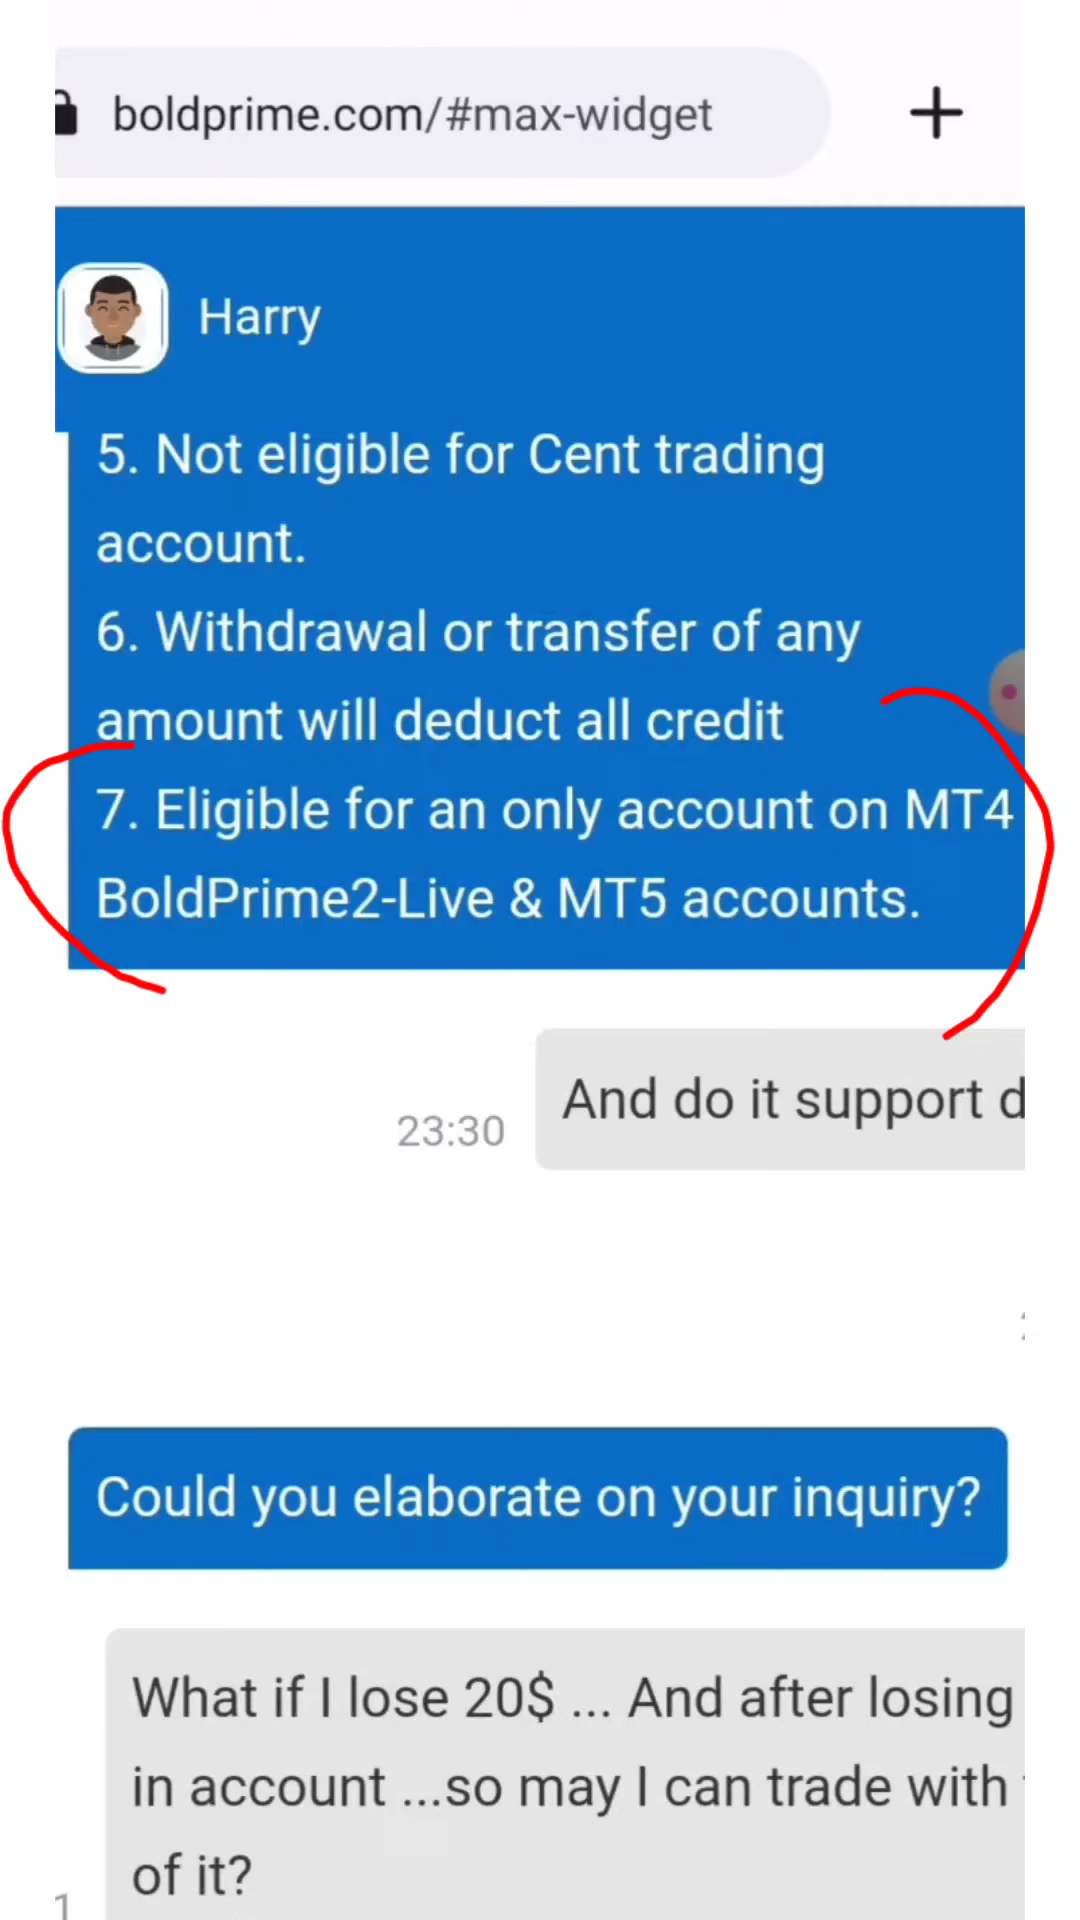 boldprime.com/#max-widget
Harry
5. Not eligible for Cent trading
account.
6. Withdrawal or transfer of any
amount will deduct all credit
7. Eligible for an only account on MT4
BoldPrime2-Live & MT5 accounts.
And do it support
23:30
Could you elaborate on your inquiry?
What if I lose 20$ ... And after losing
in account ...so may I can trade with
of it?
1